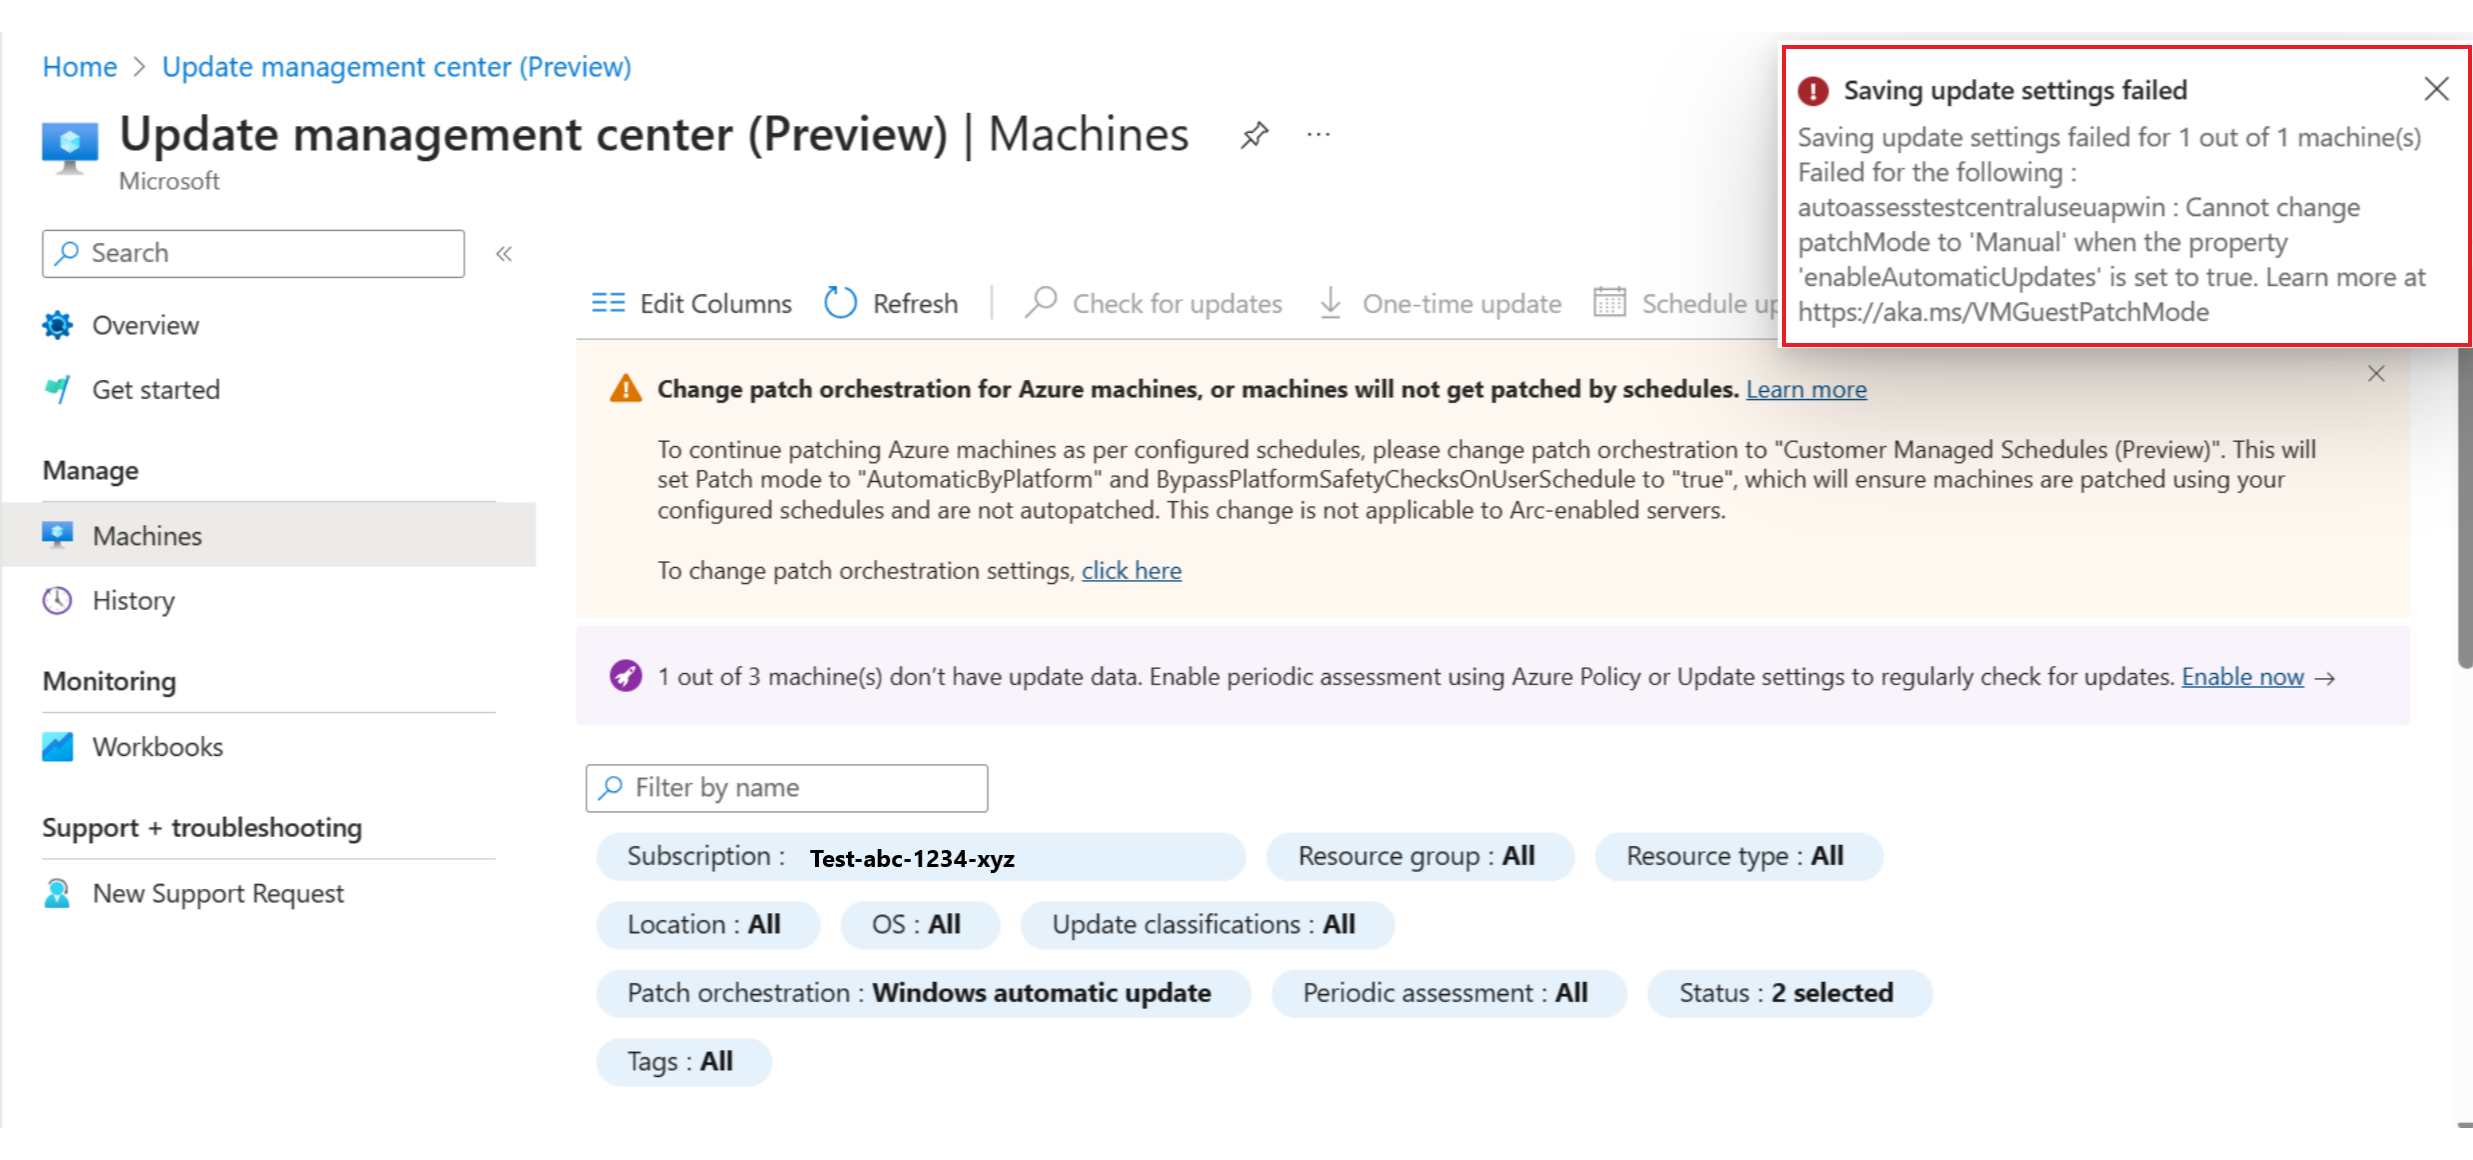 Home > Update management center (Preview)
Update management center (Preview) | Machines
Microsoft
Search
Overview
Get started
Manage
Machines
History
Monitoring
Workbooks
Support + troubleshooting
New Support Request
Saving update settings failed
Saving update settings failed for 1 out of 1 machine(s)
Failed for the following :
autoassesstestcentraluseuapwin : Cannot change
patchMode to 'Manual' when the property
'enableAutomaticUpdates' is set to true. Learn more at
https://aka.ms/VMGuestPatchMode
Edit Columns Refresh | Check for updates One-time update Schedule up
Change patch orchestration for Azure machines, or machines will not get patched by schedules. Learn more
To continue patching Azure machines as per configured schedules, please change patch orchestration to "Customer Managed Schedules (Preview)". This will
set Patch mode to "AutomaticByPlatform" and BypassPlatformSafetyChecksOnUserSchedule to "true", which will ensure machines are patched using your
configured schedules and are not autopatched. This change is not applicable to Arc-enabled servers.
To change patch orchestration settings, click here
1 out of 3 machine(s) don't have update data. Enable periodic assessment using Azure Policy or Update settings to regularly check for updates. Enable now →
Filter by name
Subscription : Test-abc-1234-xyz Resource group : All Resource type : All
Location : All OS : All Update classifications : All
Patch orchestration : Windows automatic update Periodic assessment : All Status : 2 selected
Tags : All